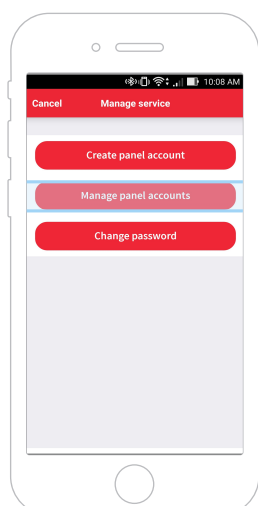 10:08 AM
Cancel Manage service
Create panel account
Manage panel accounts
Change password